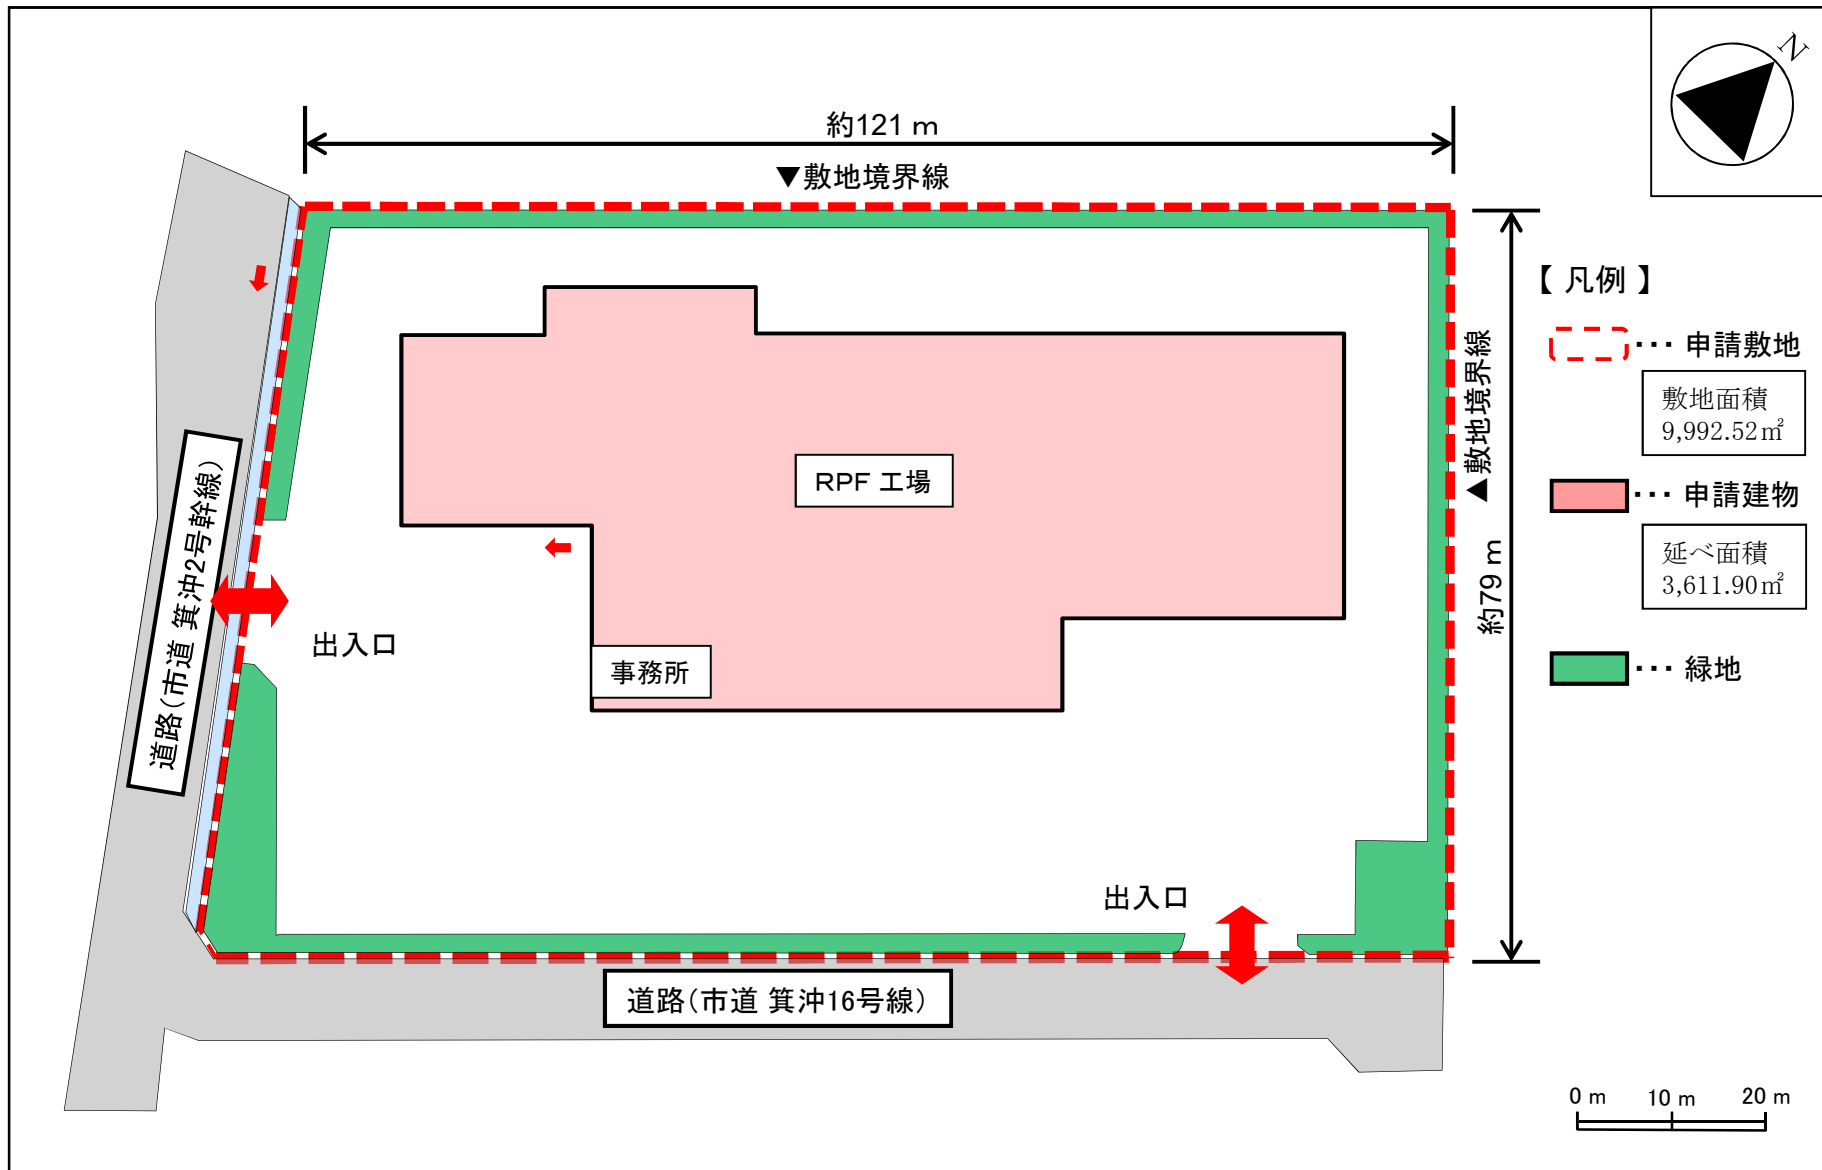 N
約121 m
▼敷地境界線
【 凡例 】
･･･ 申請敷地
敷地面積
9,992.52㎡
▲敷地境界線
約79 m
･･･ 申請建物
延べ面積
3,611.90㎡
･･･ 緑地
RPF 工場
道路（市道 箕沖2号幹線）
出入口
事務所
出入口
道路（市道 箕沖16号線）
0 m 10 m 20 m